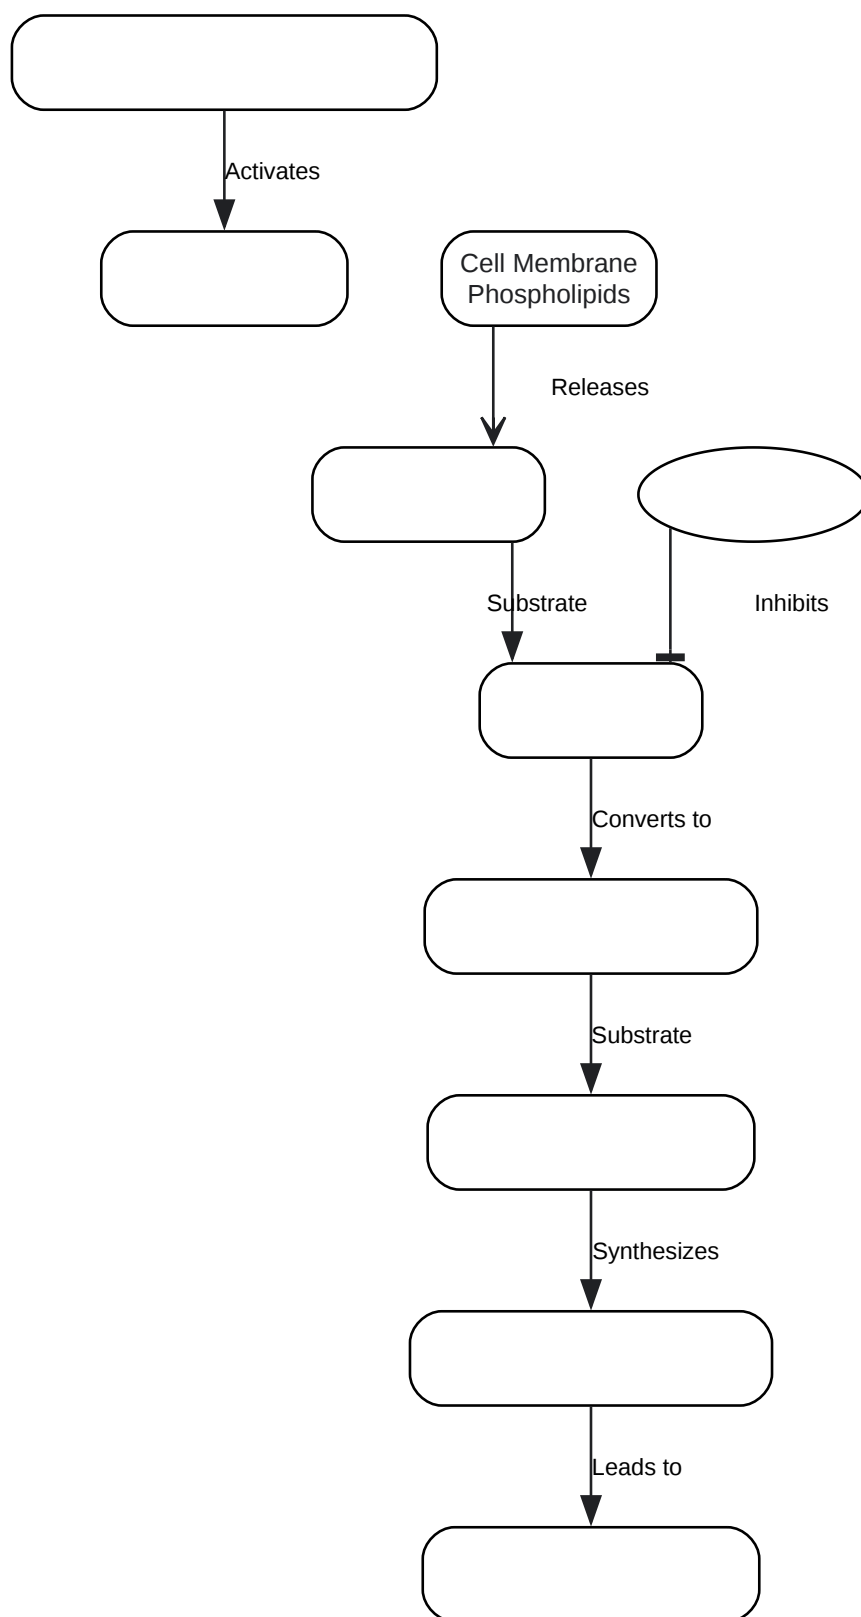 Activates
Cell Membrane
Phospholipids
Releases
Substrate
Inhibits
Converts to
Substrate
Synthesizes
Leads to